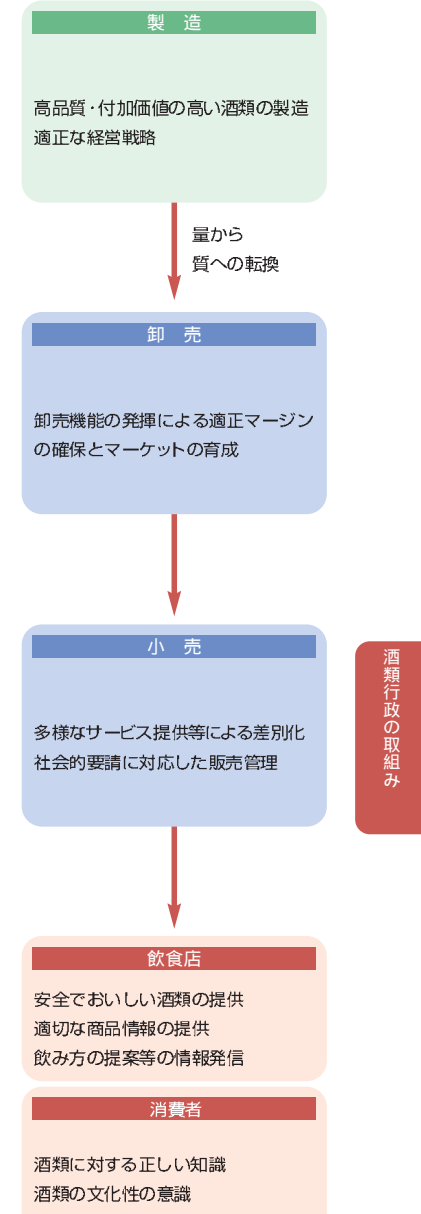 製 造
高品質・付加価値の高い酒類の製造
適正な経営戦略
量から
質への転換
卸 売
卸売機能の発揮による適正マージン
の確保とマーケットの育成
小 売
多様なサービス提供等による差別化
社会的要請に対応した販売管理
酒類行政の取組み
飲食店
安全でおいしい酒類の提供
適切な商品情報の提供
飲み方の提案等の情報発信
消費者
酒類に対する正しい知識
酒類の文化性の意識